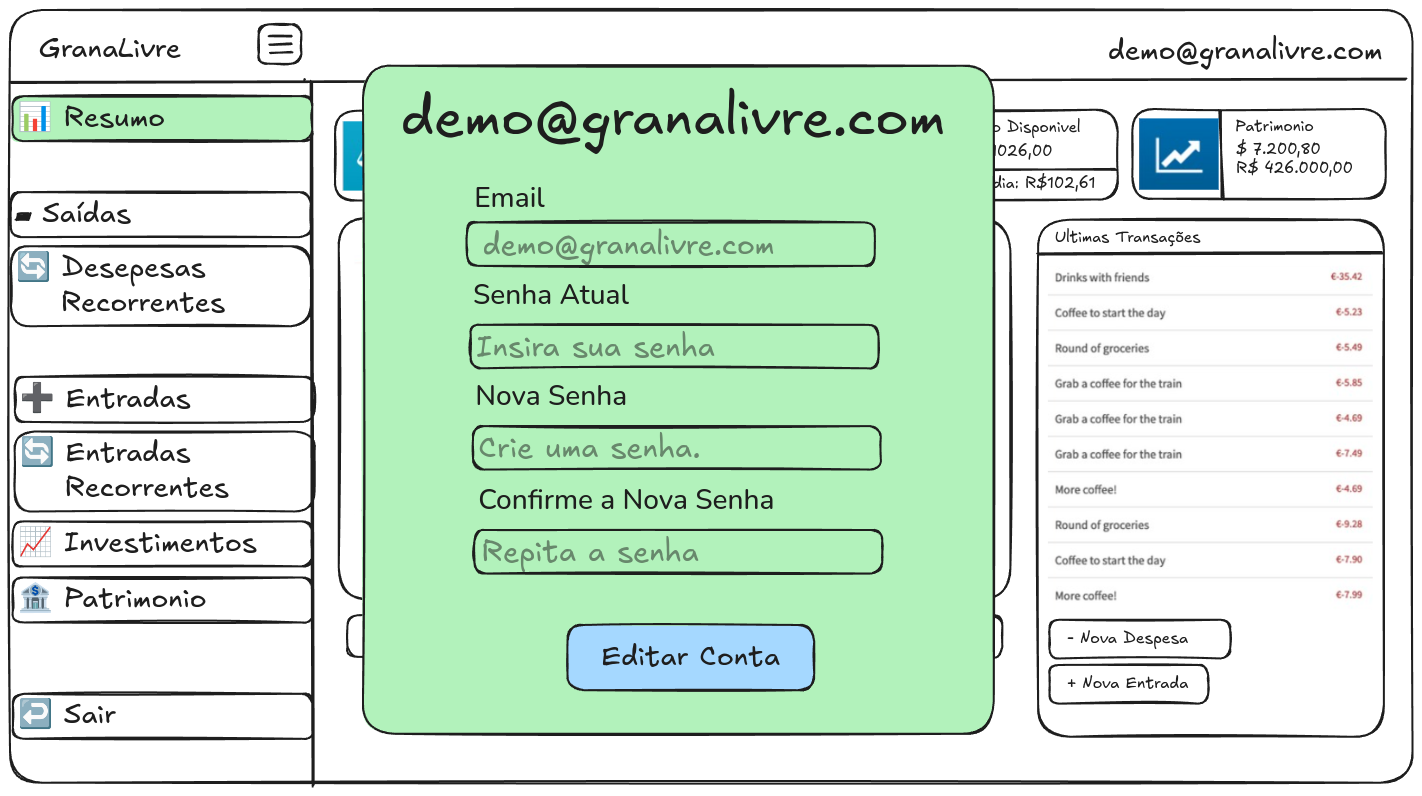 GranaLivre
demo@granalivre.com
Resumo
Saídas
Desepesas
Recorrentes
Entradas
Entradas
Recorrentes
Investimentos
Patrimonio
Sair
demo@granalivre.com
Email
demo@granalivre.com
Senha Atual
Insira sua senha
Nova Senha
Crie uma senha.
Confirme a Nova Senha
Repita a senha
Editar Conta
o Disponivel
026,00
dia: R$102,61
Patrimonio
$ 7.200,80
R$ 426.000,00
Ultimas Transações
Drinks with friends €-35.42
Coffee to start the day €-5.23
Round of groceries €-5.49
Grab a coffee for the train €-5.85
Grab a coffee for the train €-4.69
Grab a coffee for the train €-7.49
More coffee! €-4.69
Round of groceries €-9.28
Coffee to start the day €-7.90
More coffee! €-7.99
- Nova Despesa
+ Nova Entrada